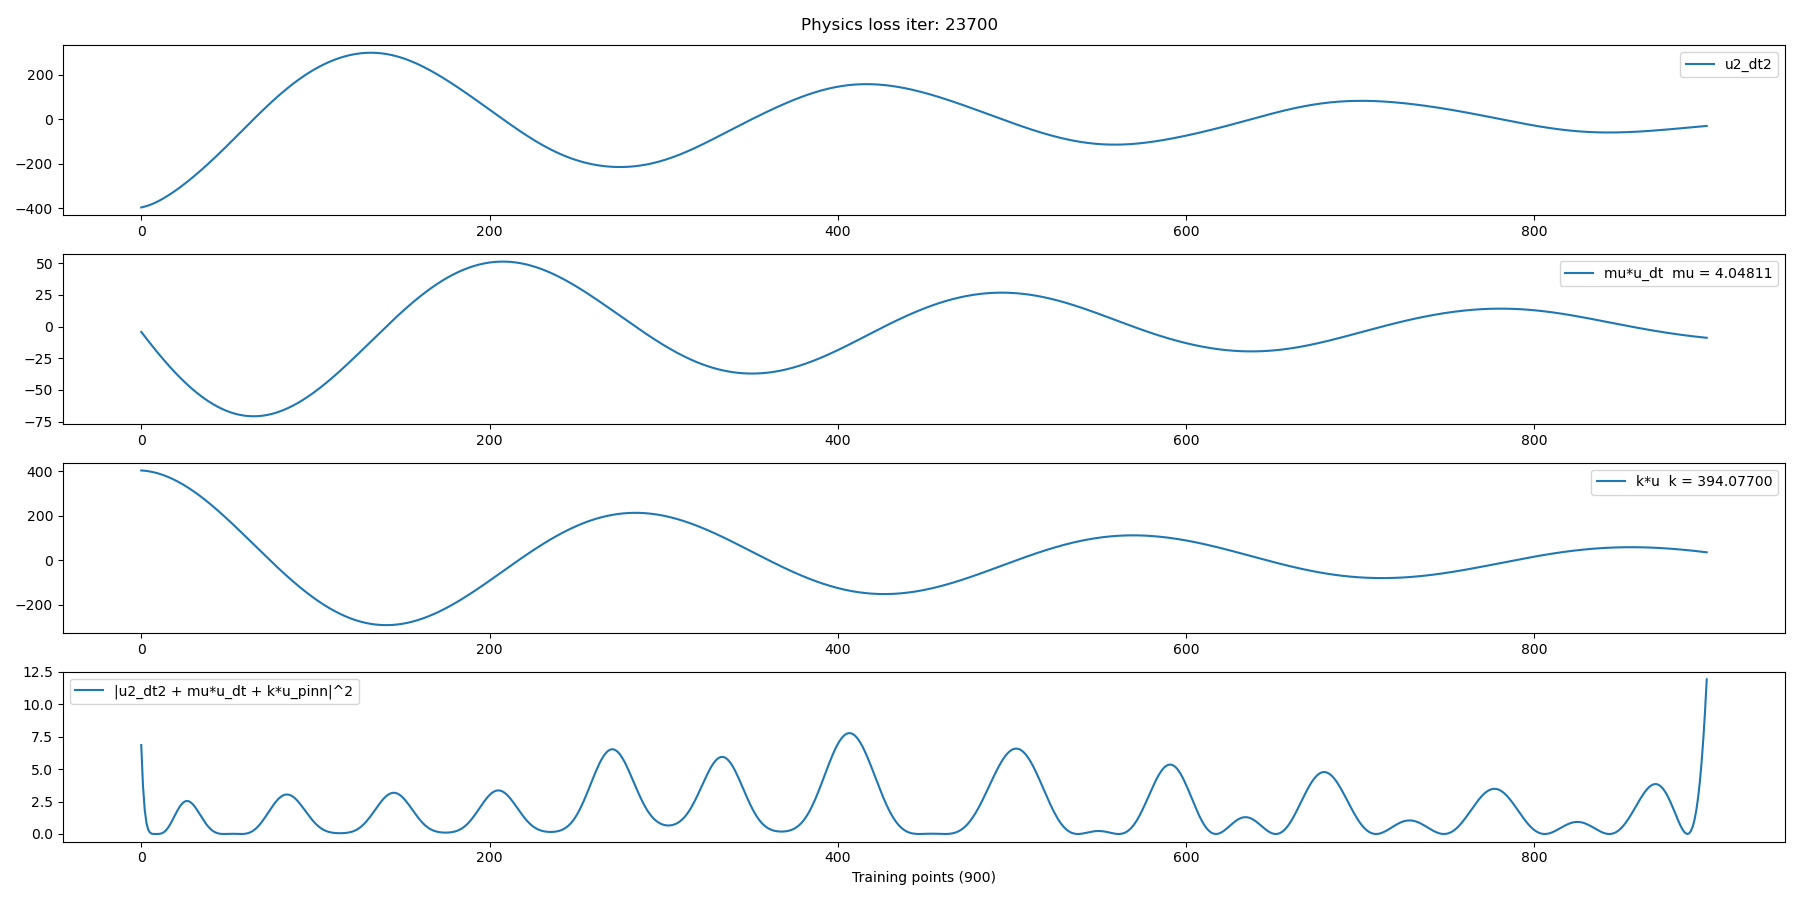 Physics loss iter: 23700
200
0
−200
−400
u2_dt2
0 200 400 600 800
50
25
0
−25
−50
−75
mu*u_dt  mu = 4.04811
0 200 400 600 800
400
200
0
−200
k*u  k = 394.07700
0 200 400 600 800
12.5
10.0
7.5
5.0
2.5
0.0
|u2_dt2 + mu*u_dt + k*u_pinn|^2
0 200 400 600 800
Training points (900)